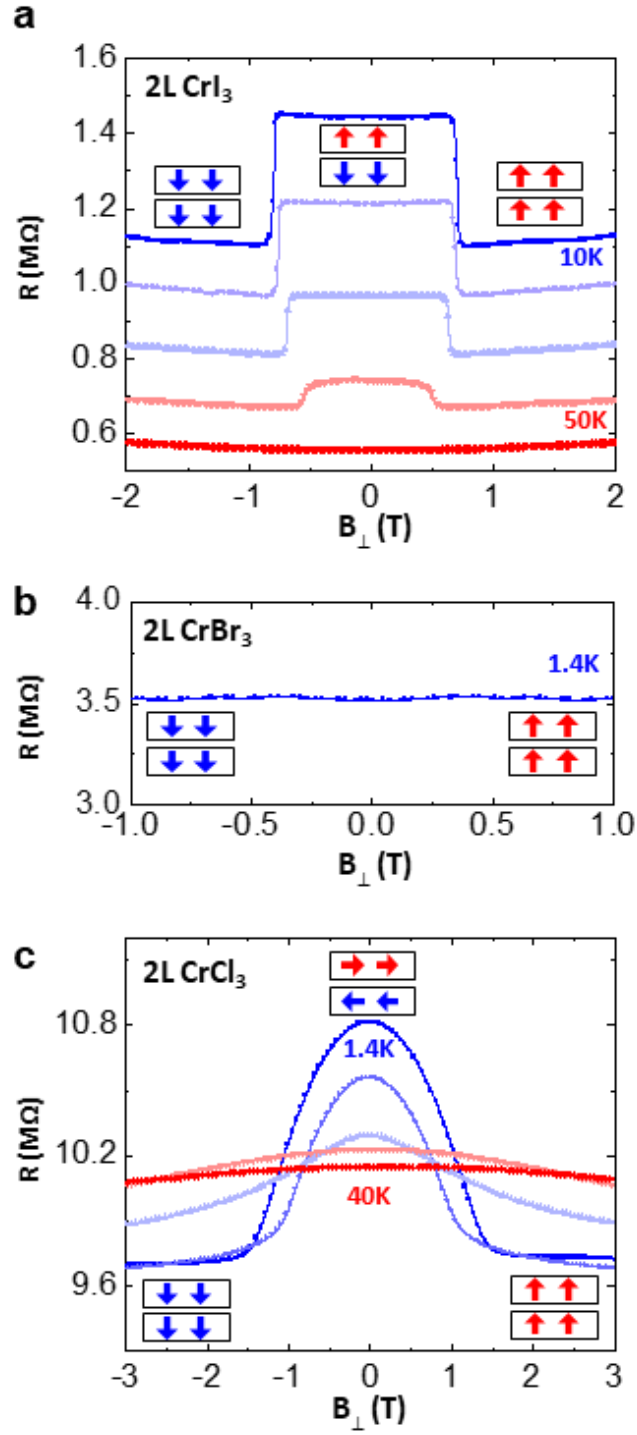 a
2L CrI₃
R (MΩ)
1.6
1.4
1.2
1.0
0.8
0.6
10K
50K
-2 -1 0 1 2
B⊥ (T)
b
2L CrBr₃
R (MΩ)
4.0
3.5
3.0
1.4K
-1.0 -0.5 0.0 0.5 1.0
B⊥ (T)
c
2L CrCl₃
R (MΩ)
10.8
10.2
9.6
1.4K
40K
-3 -2 -1 0 1 2 3
B⊥ (T)